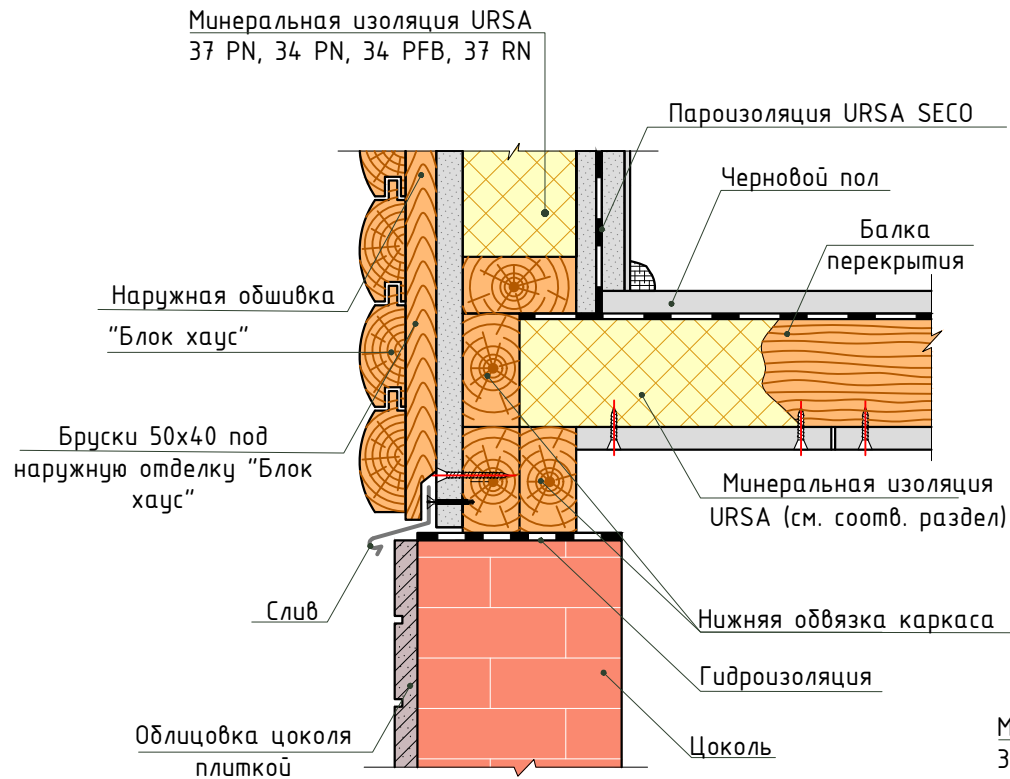 Минеральная изоляция URSA
37 PN, 34 PN, 34 PFB, 37 RN
Пароизоляция URSA SECO
Черновой пол
Балка
перекрытия
Наружная обшивка
"Блок хаус"
Бруски 50х40 под
наружную отделку "Блок
хаус"
Минеральная изоляция
URSA (см. соотв. раздел)
Слив
Нижняя обвязка каркаса
Гидроизоляция
Облицовка цоколя
плиткой
Цоколь
М
3